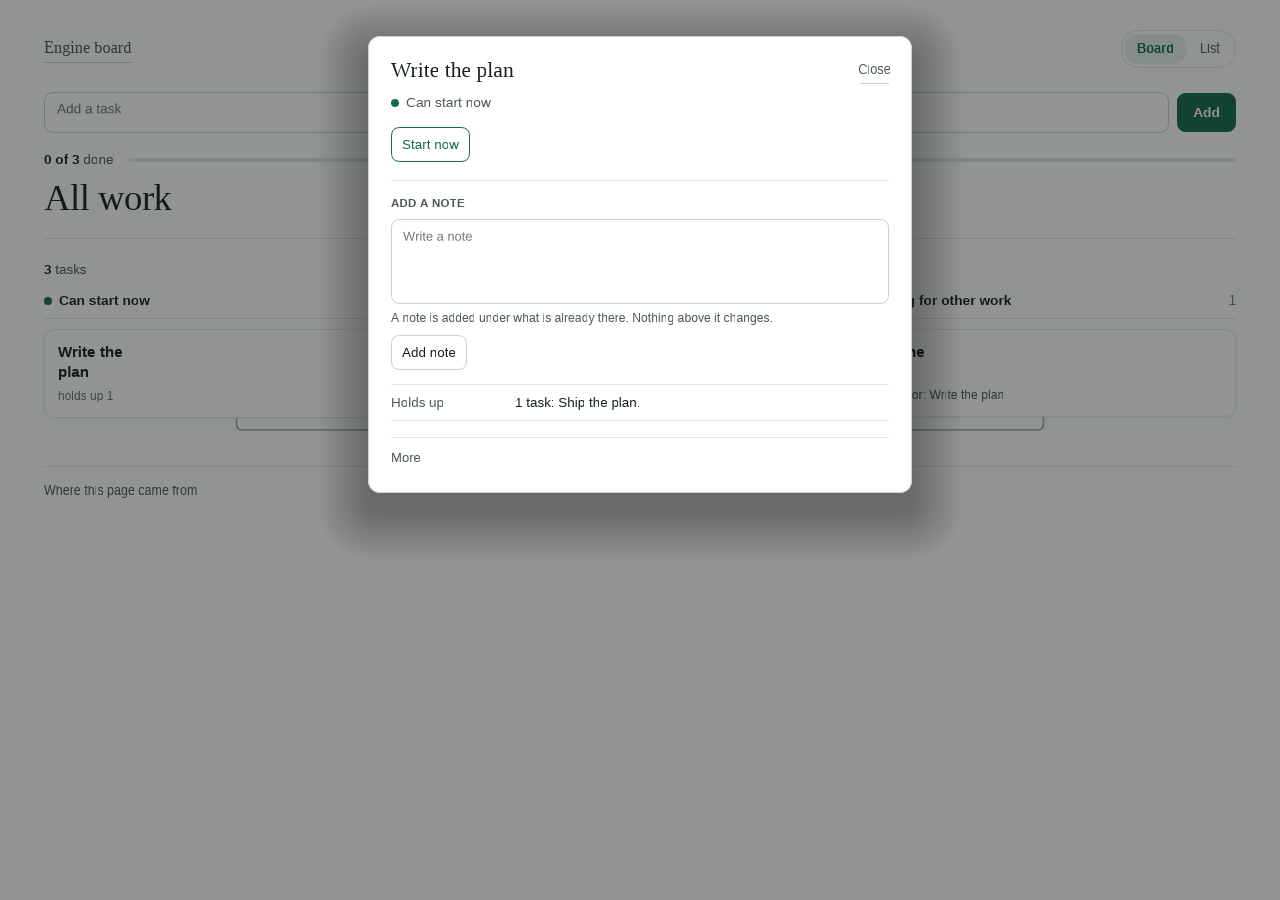 Engine board
Board
List
Add a task
Add
0 of 3 done
All work
3 tasks
Can start now
for other work
1
Write the
plan
holds up 1
Write the plan
Where this page came from
Write the plan
Close
Can start now
Start now
ADD A NOTE
Write a note
A note is added under what is already there. Nothing above it changes.
Add note
Holds up
1 task: Ship the plan.
More